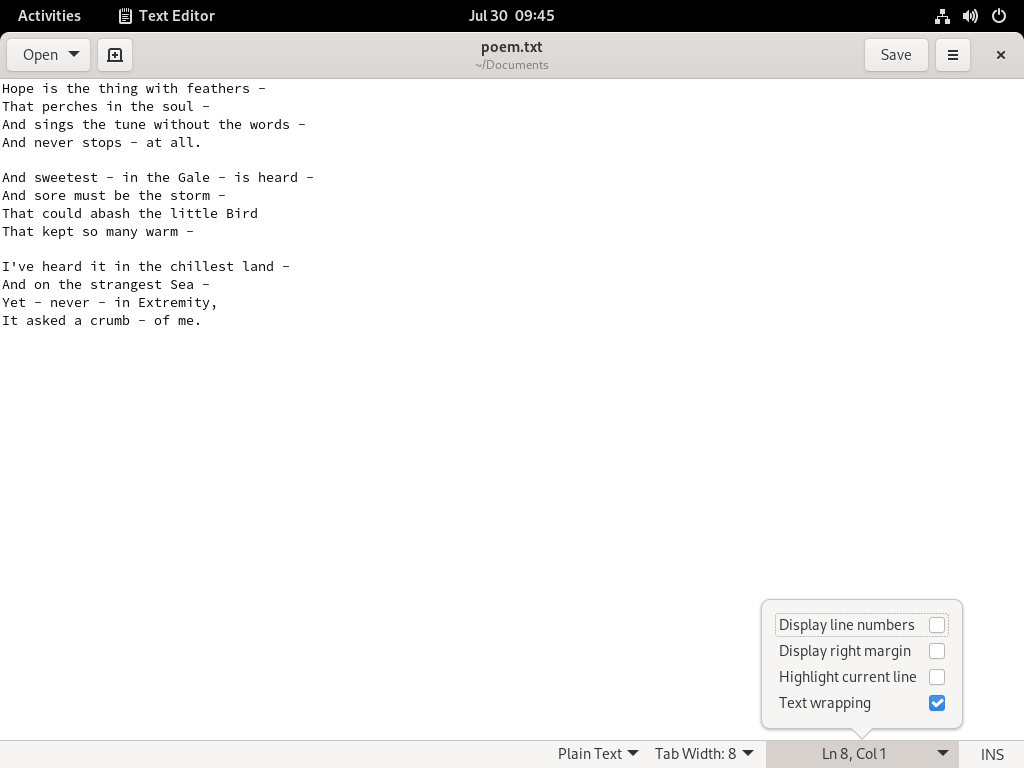 Activities Text Editor Jul 30 09:45
Open poem.txt Save
~/Documents
Hope is the thing with feathers -
That perches in the soul -
And sings the tune without the words -
And never stops - at all.
And sweetest - in the Gale - is heard -
And sore must be the storm -
That could abash the little Bird
That kept so many warm -
I've heard it in the chillest land -
And on the strangest Sea -
Yet - never - in Extremity,
It asked a crumb - of me.
Display line numbers
Display right margin
Highlight current line
Text wrapping
Plain Text Tab Width: 8 Ln 8, Col 1 INS